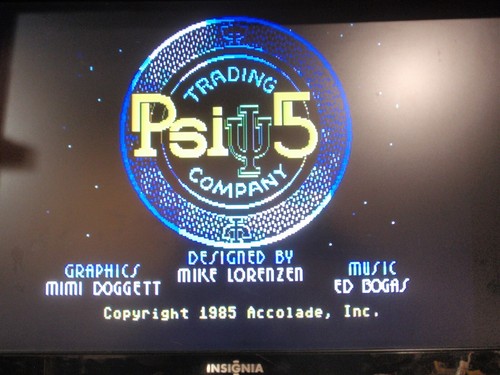 TRADING
Psi 5
COMPANY
GRAPHICS
MIMI DOGGETT
DESIGNED BY
MIKE LORENZEN
MUSIC
ED BOGAS
Copyright 1985 Accolade, Inc.
INSIGNIA